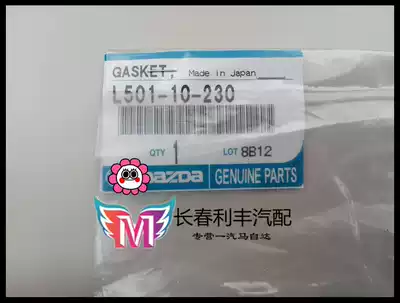 GASKET, Made in Japan
L501-10-230
QTY 1 LOT 8B12
mazda GENUINE PARTS
M 长春利丰汽配
专营一汽马自达